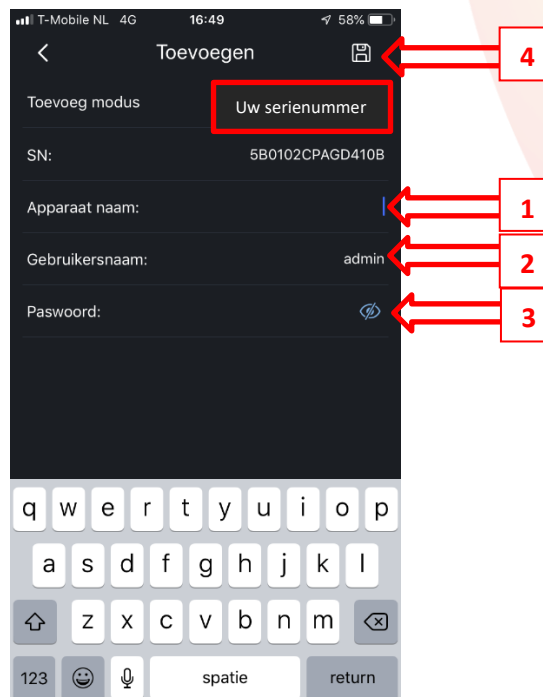 T-Mobile NL 4G 16:49 58%
Toevoegen
4
Toevoeg modus Uw serienummer
SN: 5B0102CPAGD410B
Apparaat naam: 1
Gebruikersnaam: admin 2
Paswoord: 3
q w e r t y u i o p
a s d f g h j k l
z x c v b n m
123 spatie return